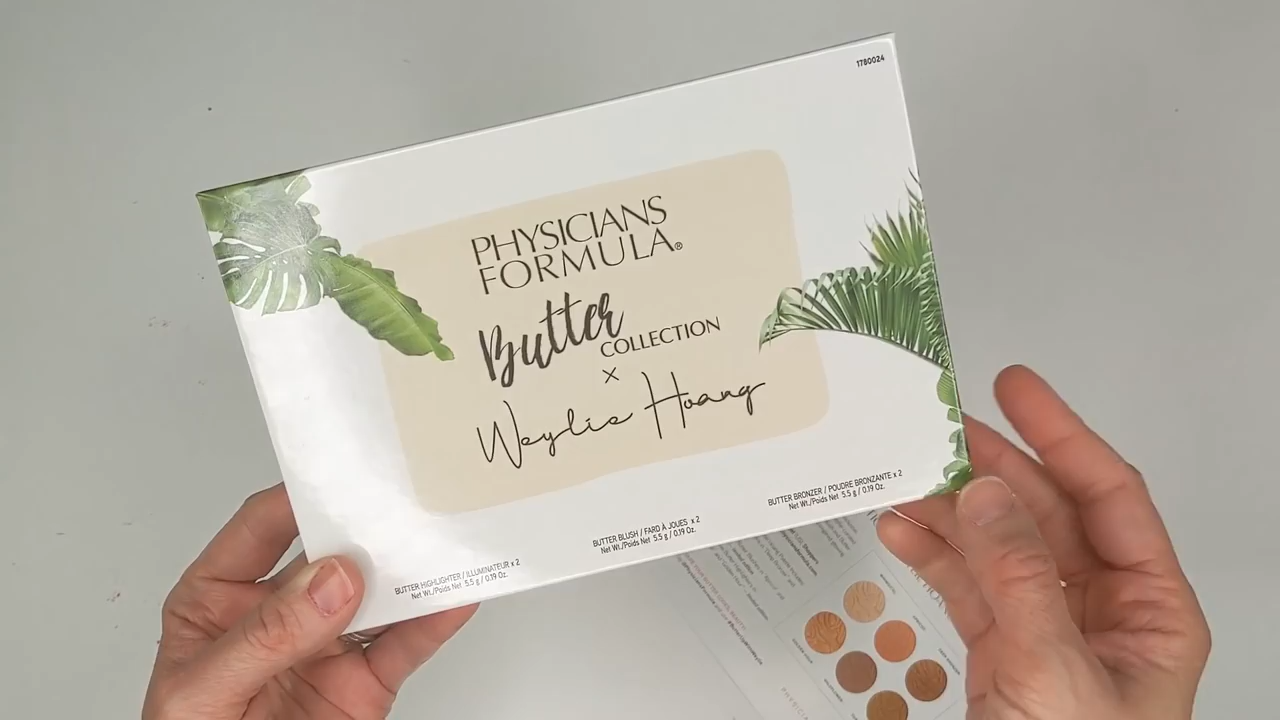 1780024
PHYSICIANS
FORMULA®
Butter
COLLECTION
×
Weylie Hoang
BUTTER HIGHLIGHTER / ILLUMINATEUR x 2
Net Wt./Poids Net 5.5 g / 0.19 Oz.
BUTTER BLUSH / FARD À JOUES x 2
Net Wt./Poids Net 5.5 g / 0.19 Oz.
BUTTER BRONZER / POUDRE BRONZANTE x 2
Net Wt./Poids Net 5.5 g / 0.19 Oz.
PHYSICIA